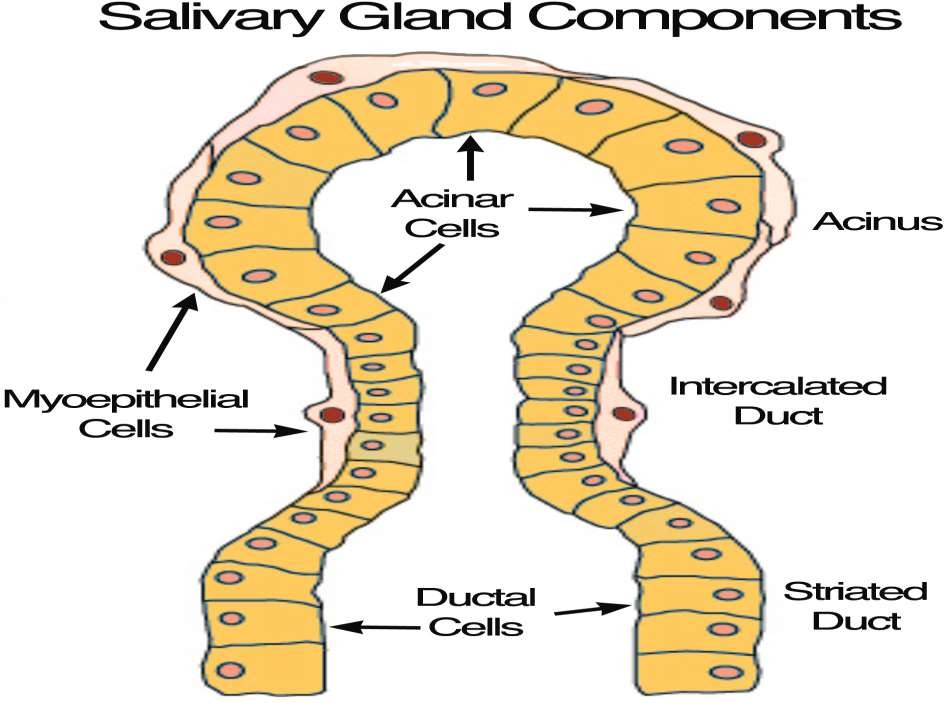 Salivary Gland Components
Acinar
Cells
Acinus
Myoepithelial
Cells
Intercalated
Duct
Ductal
Cells
Striated
Duct